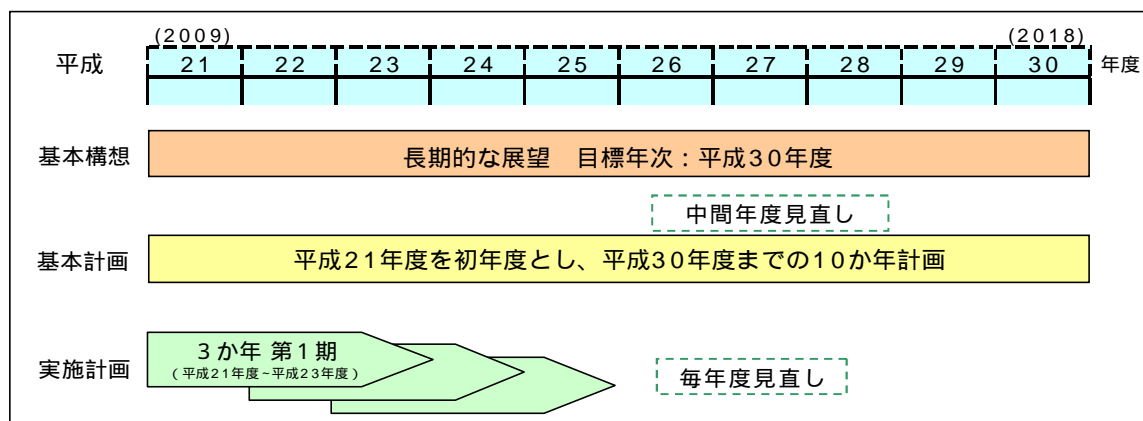 (2009) (2018)
平成 21 22 23 24 25 26 27 28 29 30 年度
基本構想 長期的な展望 目標年次:平成30年度
中間年度見直し
基本計画 平成21年度を初年度とし、平成30年度までの10か年計画
3か年 第1期
実施計画 (平成21年度~平成23年度) 毎年度見直し